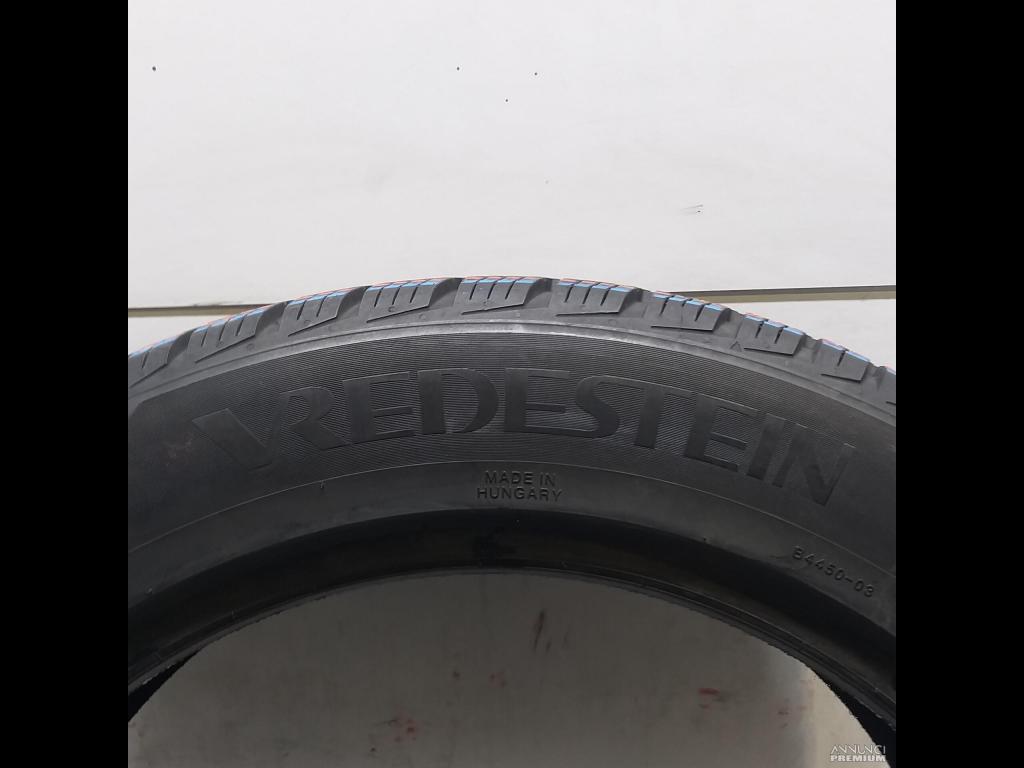 VREDESTEIN
MADE IN
HUNGARY
B4450-03
ANNUNCI
PREMIUM